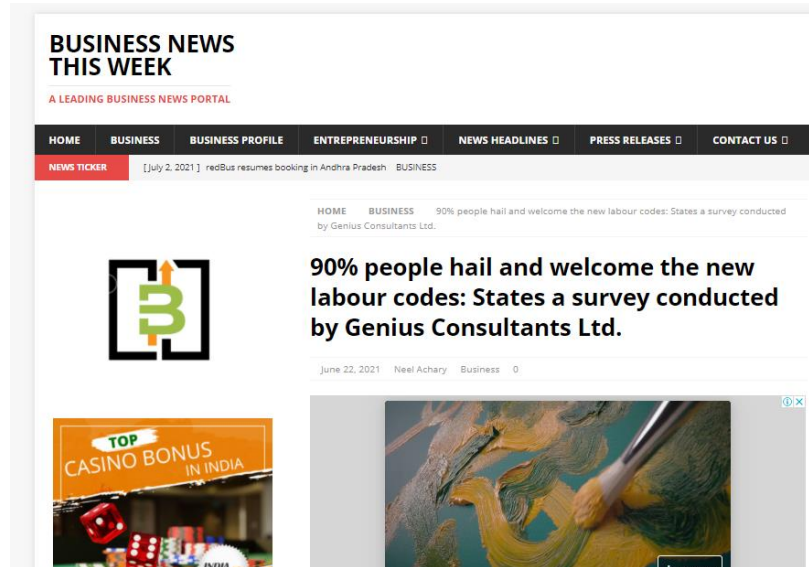 BUSINESS NEWS
THIS WEEK
A LEADING BUSINESS NEWS PORTAL
HOME BUSINESS BUSINESS PROFILE ENTREPRENEURSHIP NEWS HEADLINES PRESS RELEASES CONTACT US
NEWS TICKER [ July 2, 2021 ] redBus resumes booking in Andhra Pradesh BUSINESS
HOME BUSINESS 90% people hail and welcome the new labour codes: States a survey conducted
by Genius Consultants Ltd.
90% people hail and welcome the new
labour codes: States a survey conducted
by Genius Consultants Ltd.
June 22, 2021 Neel Achary Business 0
B
TOP
CASINO BONUS
IN INDIA
INDIA